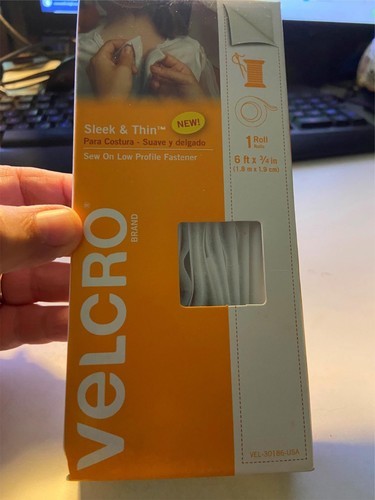 Sleek & Thin™
NEW!
Para Costura - Suave y delgado
Sew On Low Profile Fastener
1 Roll
6 ft x 3/4 in
(1,8 m x 1,9 cm)
VELCRO®
BRAND
VEL-30186-USA